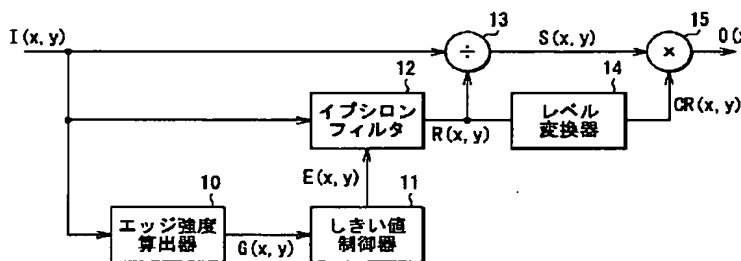 I(x, y)
13
÷
S(x, y)
15
×
12
イプシロン
フィルタ
R(x, y)
14
レベル
変換器
CR(x, y)
E(x, y)
10
エッジ強度
算出器
G(x, y)
11
しきい値
制御器